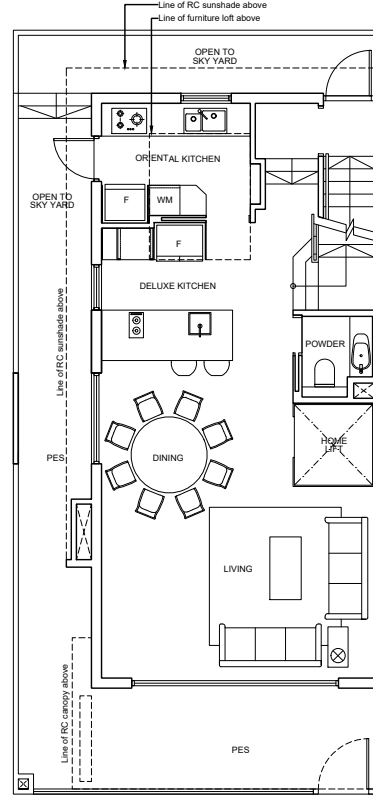 Line of RC sunshade above
Line of furniture loft above
OPEN TO
SKY YARD
ORIENTAL KITCHEN
OPEN TO
SKY YARD
F
WM
F
DELUXE KITCHEN
Line of RC sunshade above
POWDER
HOME
LIFT
PES
DINING
LIVING
Line of RC canopy above
PES